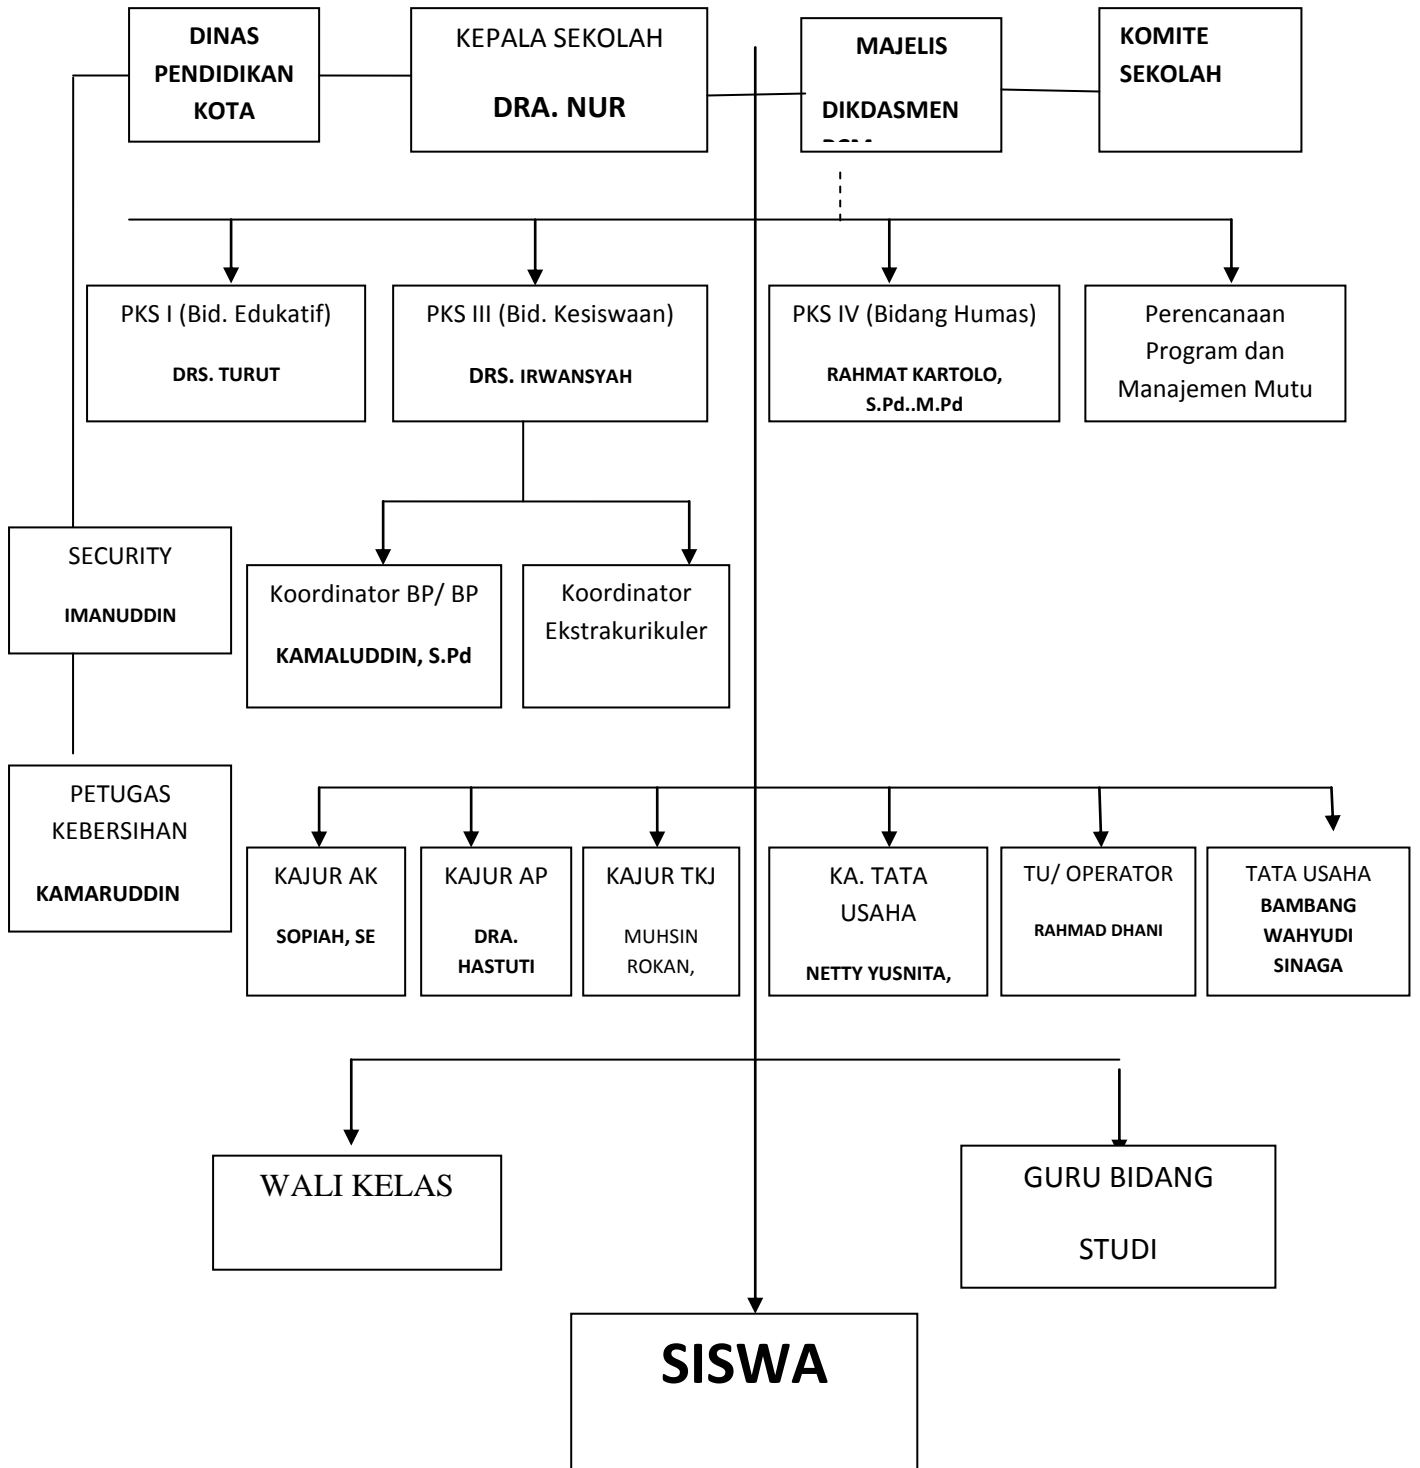 DINAS
PENDIDIKAN
KOTA
KEPALA SEKOLAH
DRA. NUR
MAJELIS
DIKDASMEN
KOMITE
SEKOLAH
PKS I (Bid. Edukatif)
DRS. TURUT
PKS III (Bid. Kesiswaan)
DRS. IRWANSYAH
PKS IV (Bidang Humas)
RAHMAT KARTOLO,
S.Pd..M.Pd
Perencanaan
Program dan
Manajemen Mutu
SECURITY
IMANUDDIN
Koordinator BP/ BP
KAMALUDDIN, S.Pd
Koordinator
Ekstrakurikuler
PETUGAS
KEBERSIHAN
KAMARUDDIN
KAJUR AK
SOPIAH, SE
KAJUR AP
DRA.
HASTUTI
KAJUR TKJ
MUHSIN
ROKAN,
KA. TATA
USAHA
NETTY YUSNITA,
TU/ OPERATOR
RAHMAD DHANI
TATA USAHA
BAMBANG
WAHYUDI
SINAGA
WALI KELAS
GURU BIDANG
STUDI
SISWA